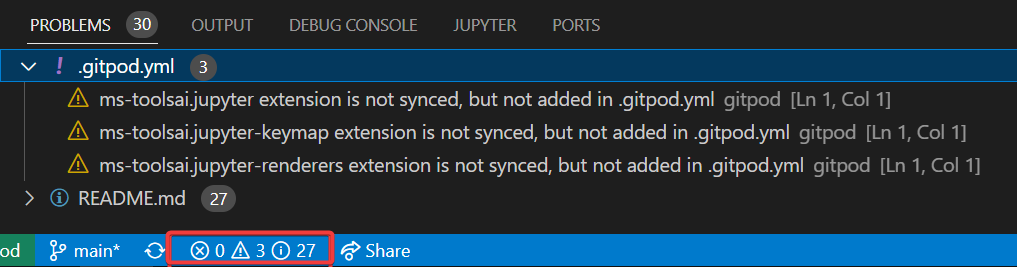 PROBLEMS 30 OUTPUT DEBUG CONSOLE JUPYTER PORTS
! .gitpod.yml 3
ms-toolsai.jupyter extension is not synced, but not added in .gitpod.yml gitpod [Ln 1, Col 1]
ms-toolsai.jupyter-keymap extension is not synced, but not added in .gitpod.yml gitpod [Ln 1, Col 1]
ms-toolsai.jupyter-renderers extension is not synced, but not added in .gitpod.yml gitpod [Ln 1, Col 1]
README.md 27
od main* 0 3 27 Share